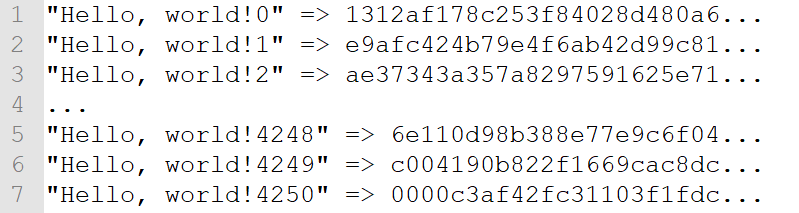 1 "Hello, world!0" => 1312af178c253f84028d480a6...
2 "Hello, world!1" => e9afc424b79e4f6ab42d99c81...
3 "Hello, world!2" => ae37343a357a8297591625e71...
4 ...
5 "Hello, world!4248" => 6e110d98b388e77e9c6f04...
6 "Hello, world!4249" => c004190b822f1669cac8dc...
7 "Hello, world!4250" => 0000c3af42fc31103f1fdc...